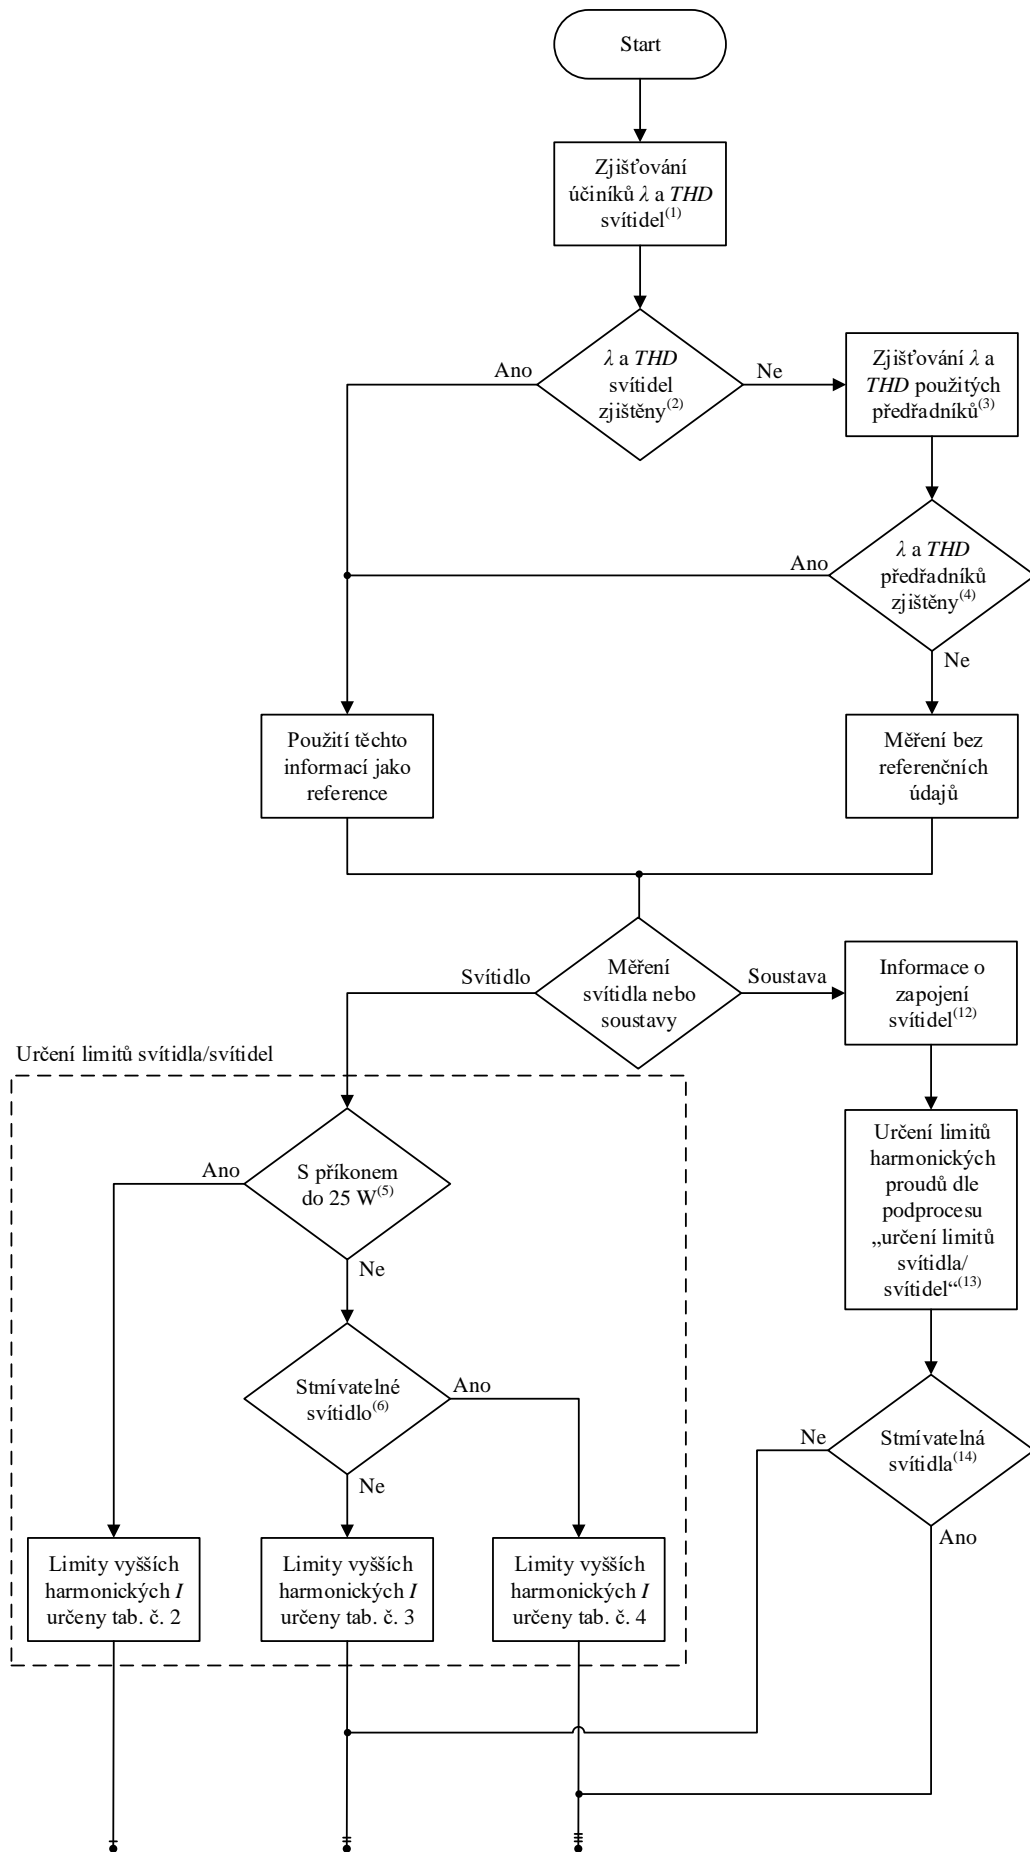 Start
Zjišťování
účiníků λ a THD
svítidel(1)
Ano
λ a THD
svítidel
zjištěny(2)
Ne
Zjišťování λ a
THD použitých
předřadníků(3)
Ano
λ a THD
předřadníků
zjištěny(4)
Ne
Použití těchto
informací jako
reference
Měření bez
referenčních
údajů
Svítidlo
Měření
svítidla nebo
soustavy
Soustava
Informace o
zapojení
svítidel(12)
Určení limitů svítidla/svítidel
Ano
S příkonem
do 25 W(5)
Ne
Určení limitů
harmonických
proudů dle
podprocesu
„určení limitů
svítidla/
svítidel“(13)
Stmívatelné
svítidlo(6)
Ano
Ne
Ne
Stmívatelná
svítidla(14)
Ano
Limity vyšších
harmonických I
určeny tab. č. 2
Limity vyšších
harmonických I
určeny tab. č. 3
Limity vyšších
harmonických I
určeny tab. č. 4